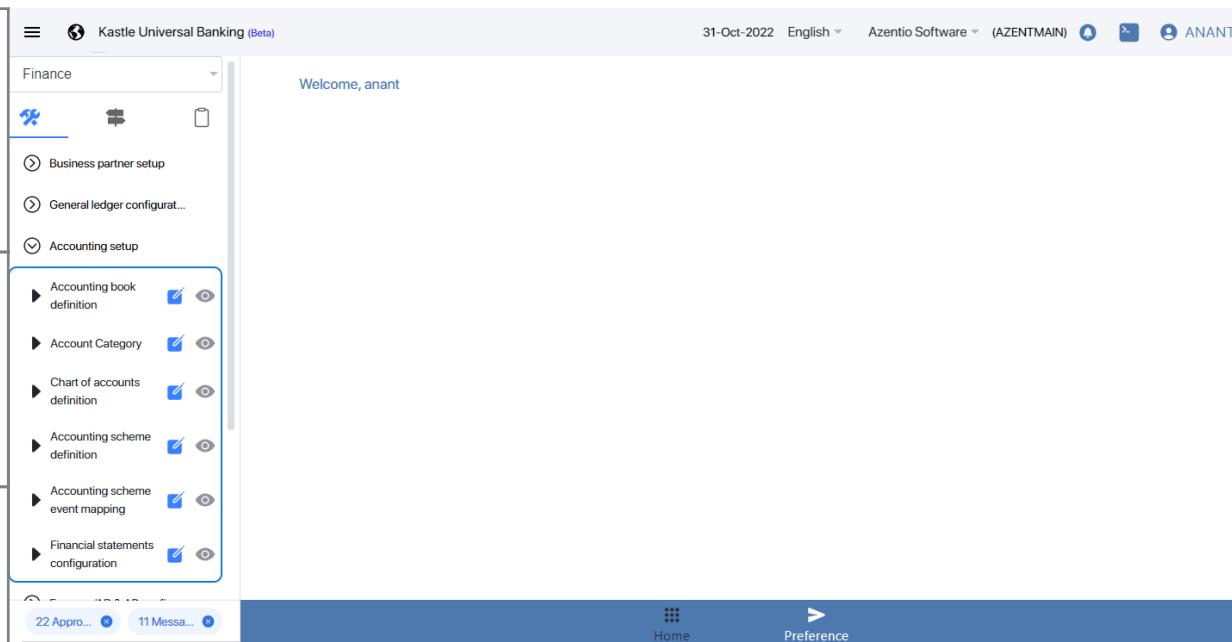 Kastle Universal Banking (Beta)
31-Oct-2022 English Azentio Software (AZENTMAIN) ANANT
Finance
Welcome, anant
Business partner setup
General ledger configurat...
Accounting setup
Accounting book
definition
Account Category
Chart of accounts
definition
Accounting scheme
definition
Accounting scheme
event mapping
Financial statements
configuration
22 Appro... 11 Messa...
Home Preference